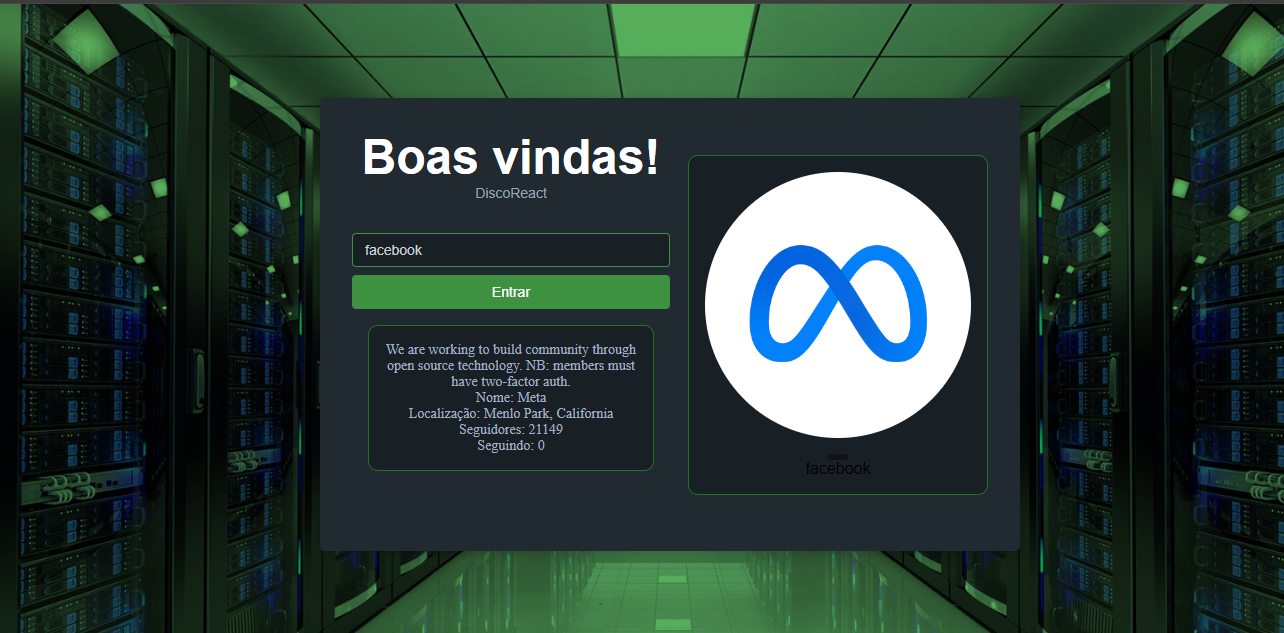 Boas vindas!
DiscoReact
facebook
Entrar
We are working to build community through
open source technology. NB: members must
have two-factor auth.
Nome: Meta
Localização: Menlo Park, California
Seguidores: 21149
Seguindo: 0
facebook